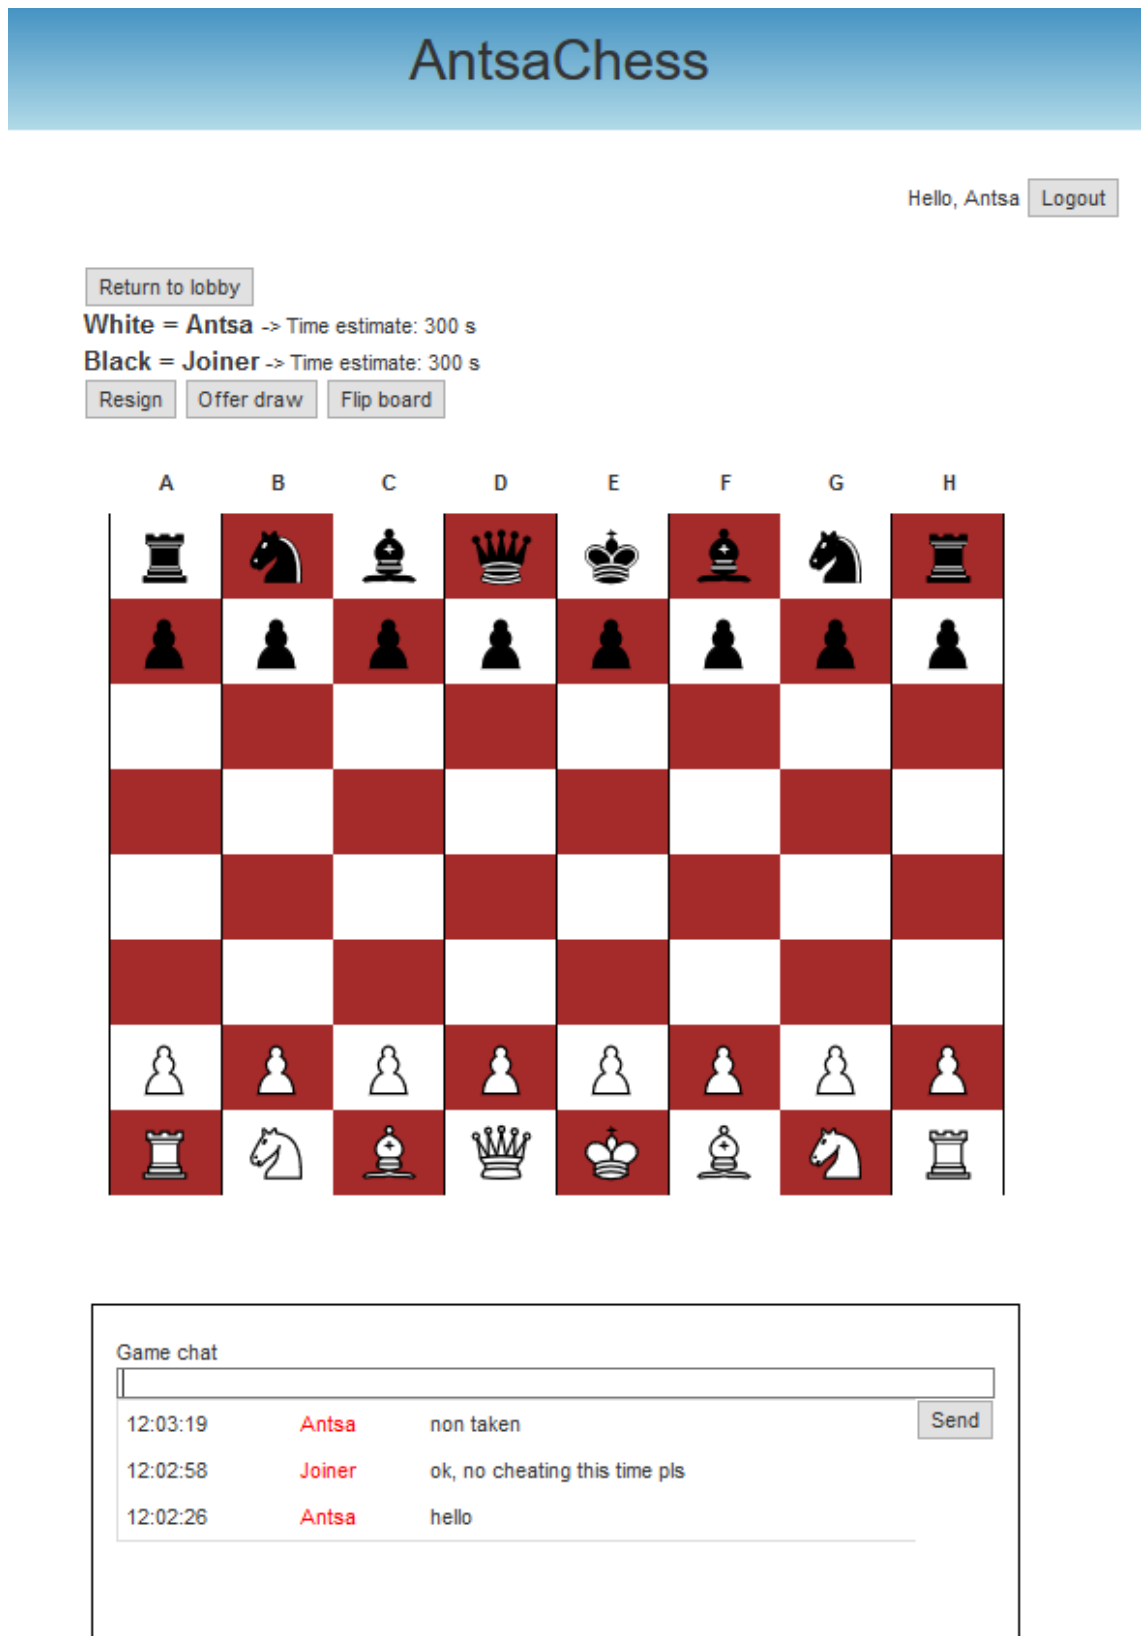 AntsaChess
Hello, Antsa Logout
Return to lobby
White = Antsa -> Time estimate: 300 s
Black = Joiner -> Time estimate: 300 s
Resign Offer draw Flip board
A B C D E F G H
Game chat
12:03:19 Antsa non taken Send
12:02:58 Joiner ok, no cheating this time pls
12:02:26 Antsa hello